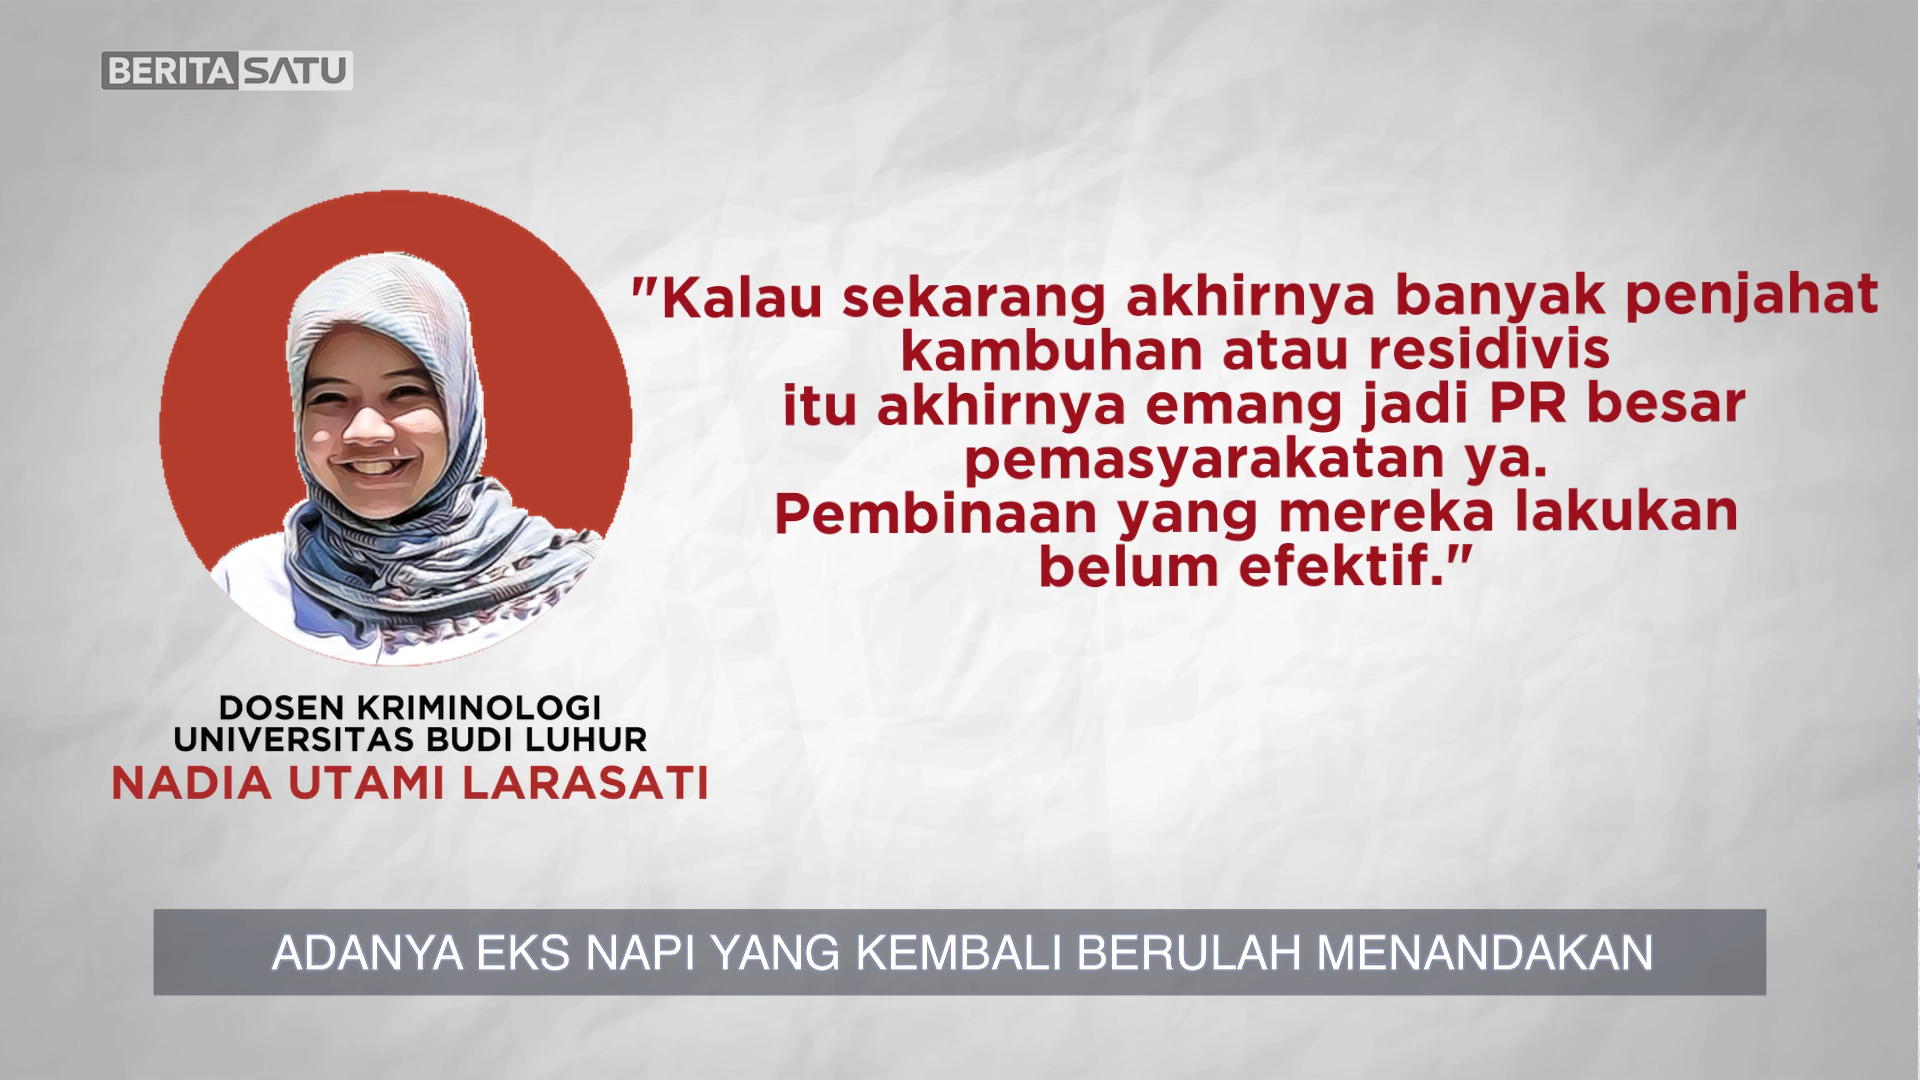 BERITASATU
"Kalau sekarang akhirnya banyak penjahat
kambuhan atau residivis
itu akhirnya emang jadi PR besar
pemasyarakatan ya.
Pembinaan yang mereka lakukan
belum efektif."
DOSEN KRIMINOLOGI
UNIVERSITAS BUDI LUHUR
NADIA UTAMI LARASATI
ADANYA EKS NAPI YANG KEMBALI BERULAH MENANDAKAN